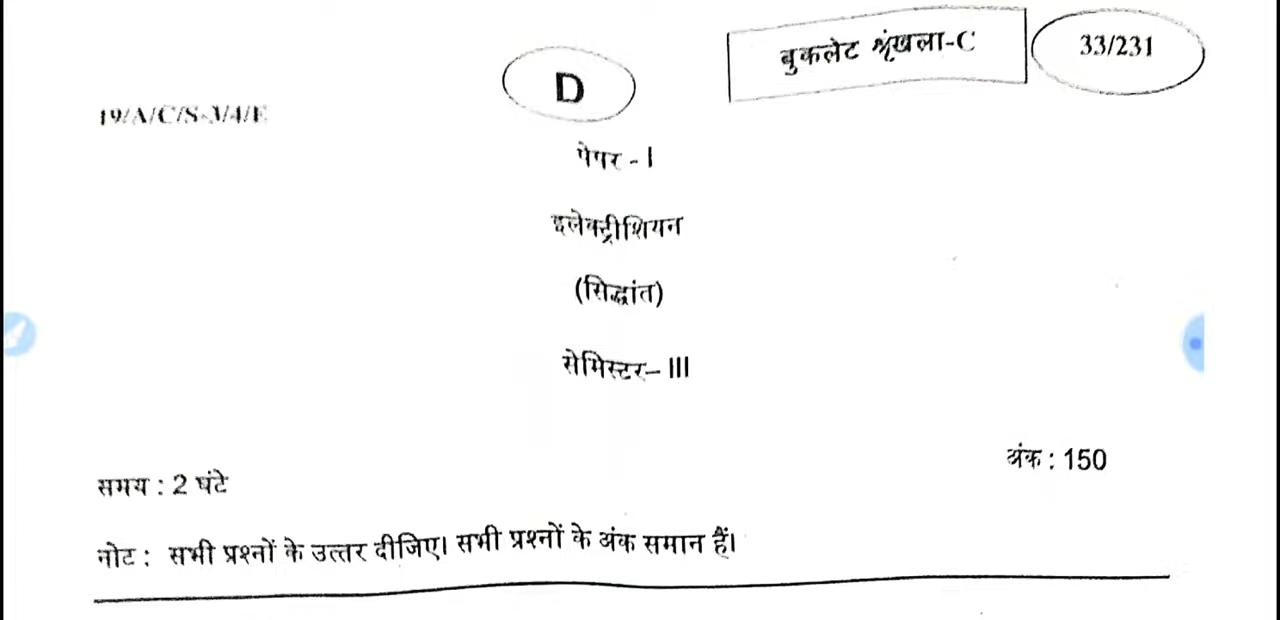 बुकलेट श्रृंखला-C
33/231
D
19/A/C/S-3/4/E
पेपर - I
इलेक्ट्रीशियन
(सिद्धांत)
सेमिस्टर– III
अंक : 150
समय : 2 घंटे
नोट : सभी प्रश्नों के उत्तर दीजिए। सभी प्रश्नों के अंक समान हैं।